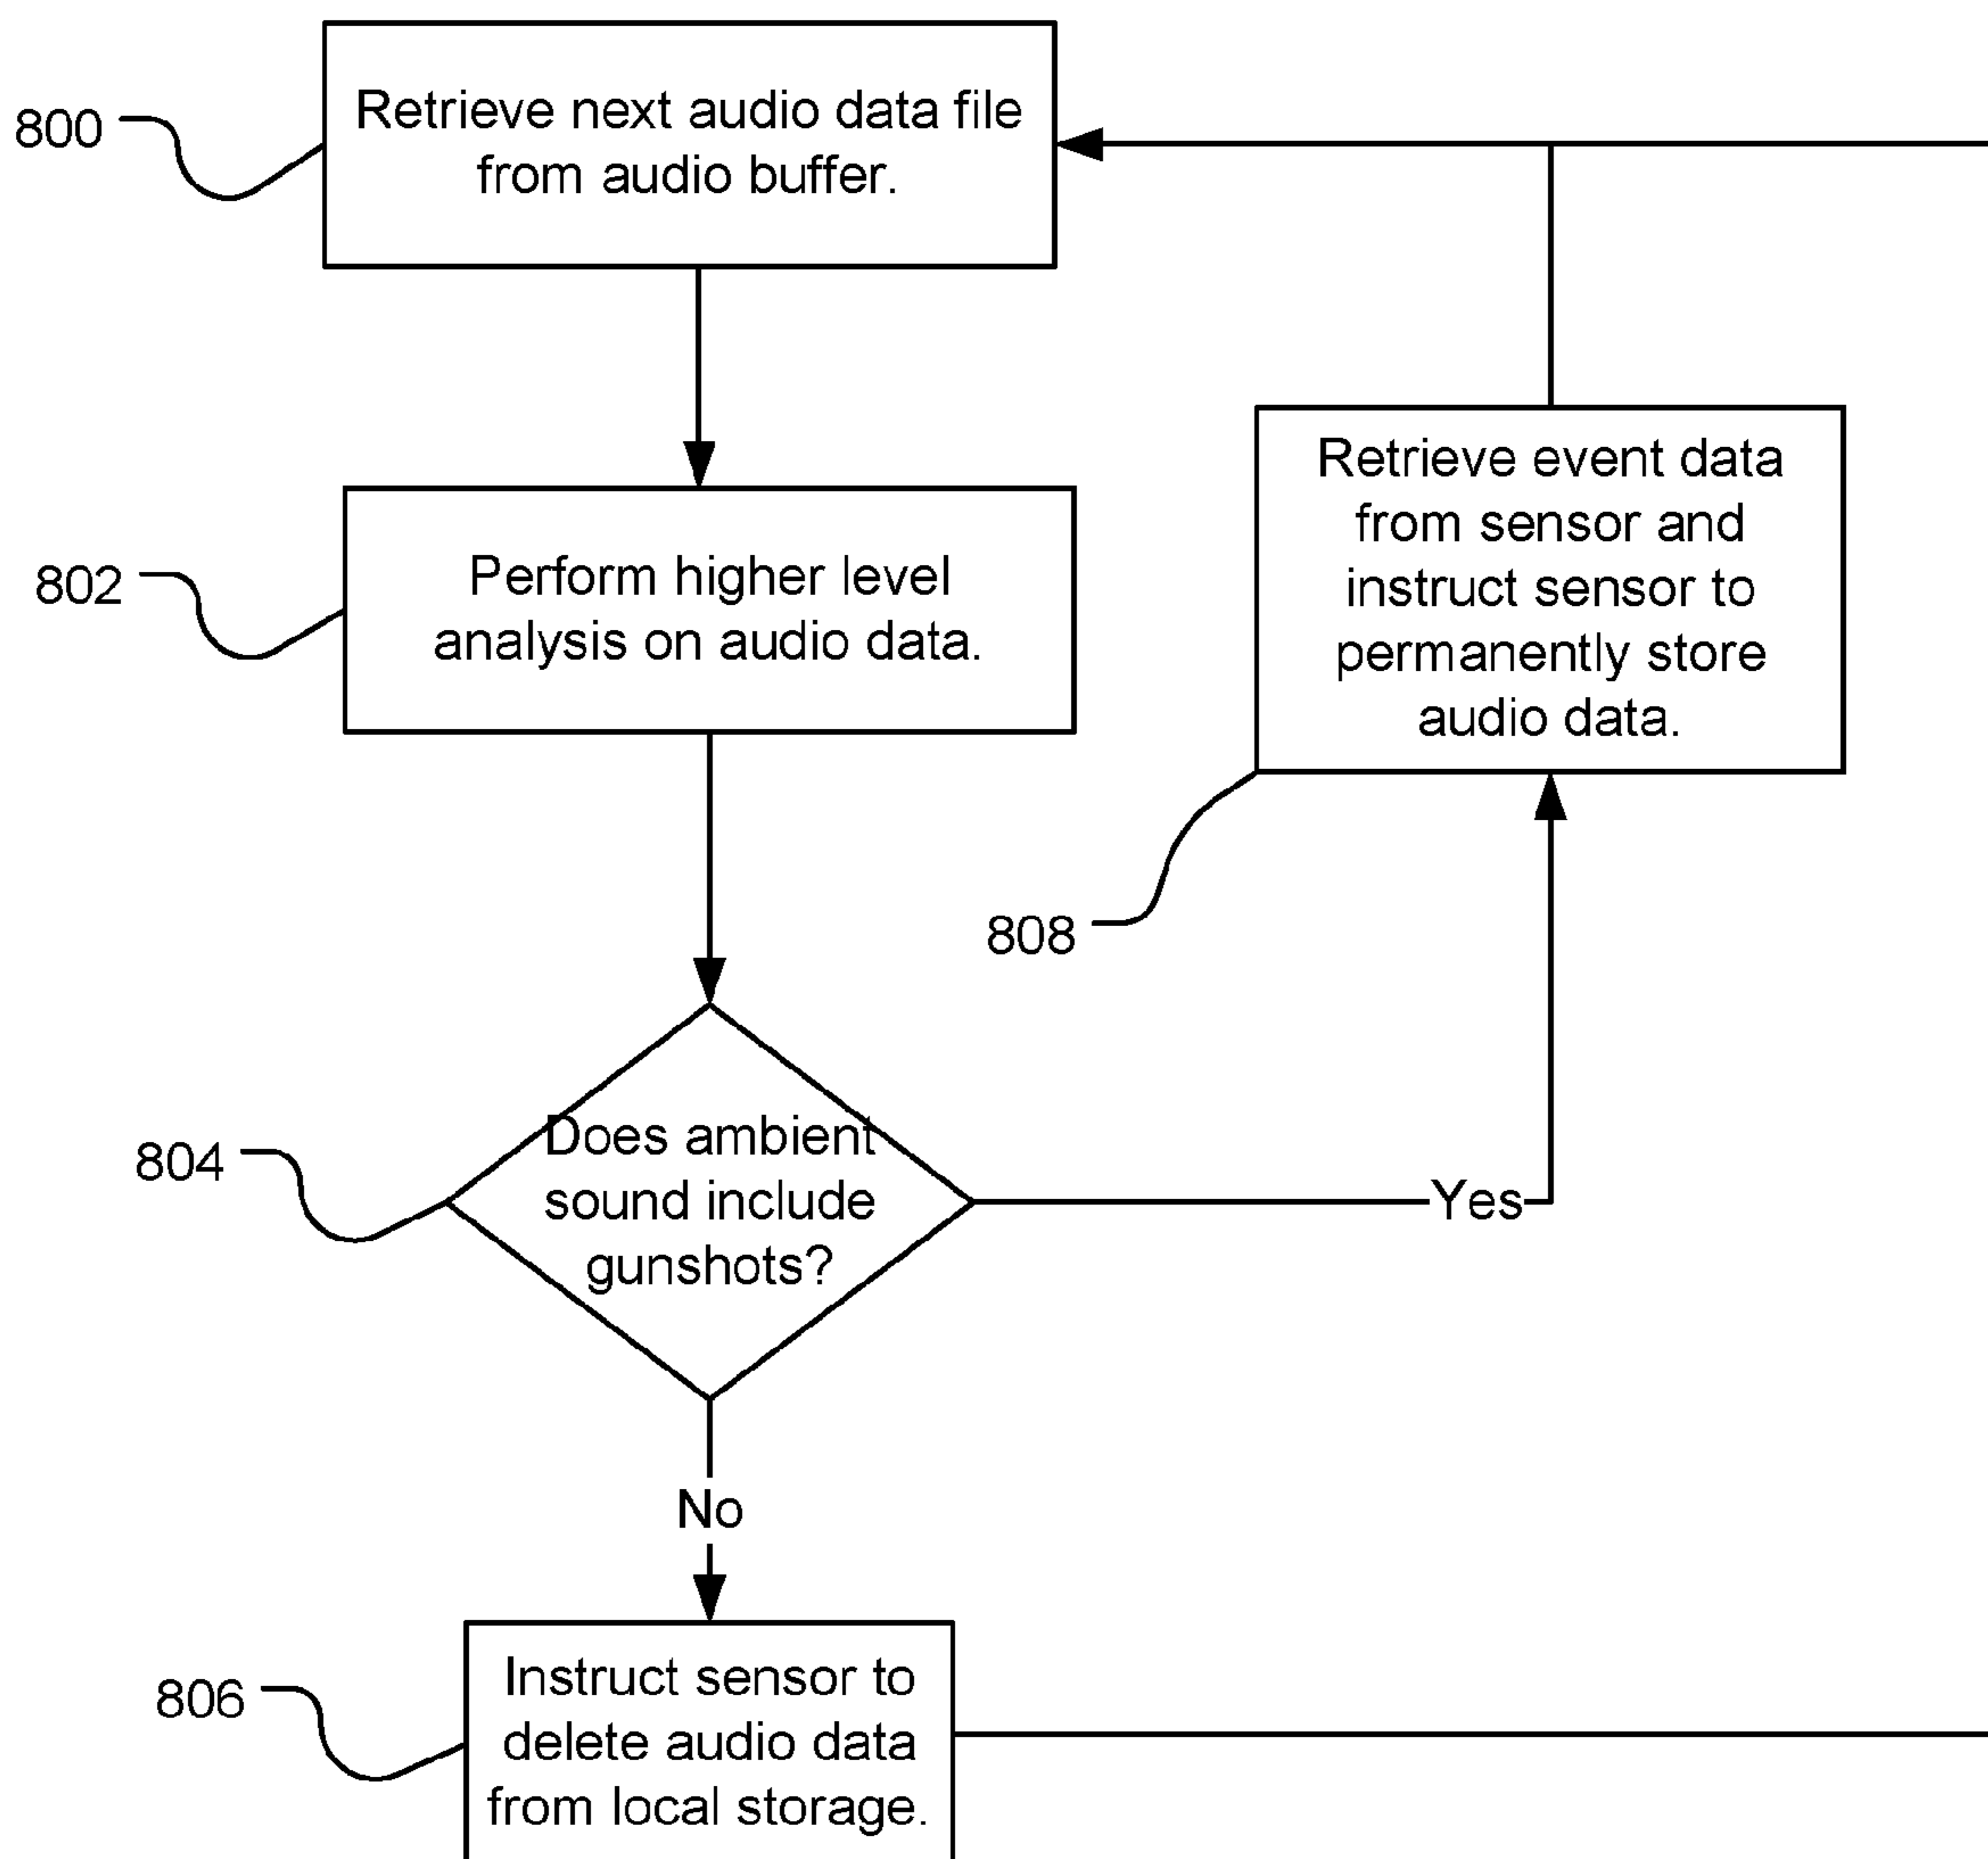 800
Retrieve next audio data file
from audio buffer.
802
Perform higher level
analysis on audio data.
Retrieve event data
from sensor and
instruct sensor to
permanently store
audio data.
808
804
Does ambient
sound include
gunshots?
Yes
No
806
Instruct sensor to
delete audio data
from local storage.